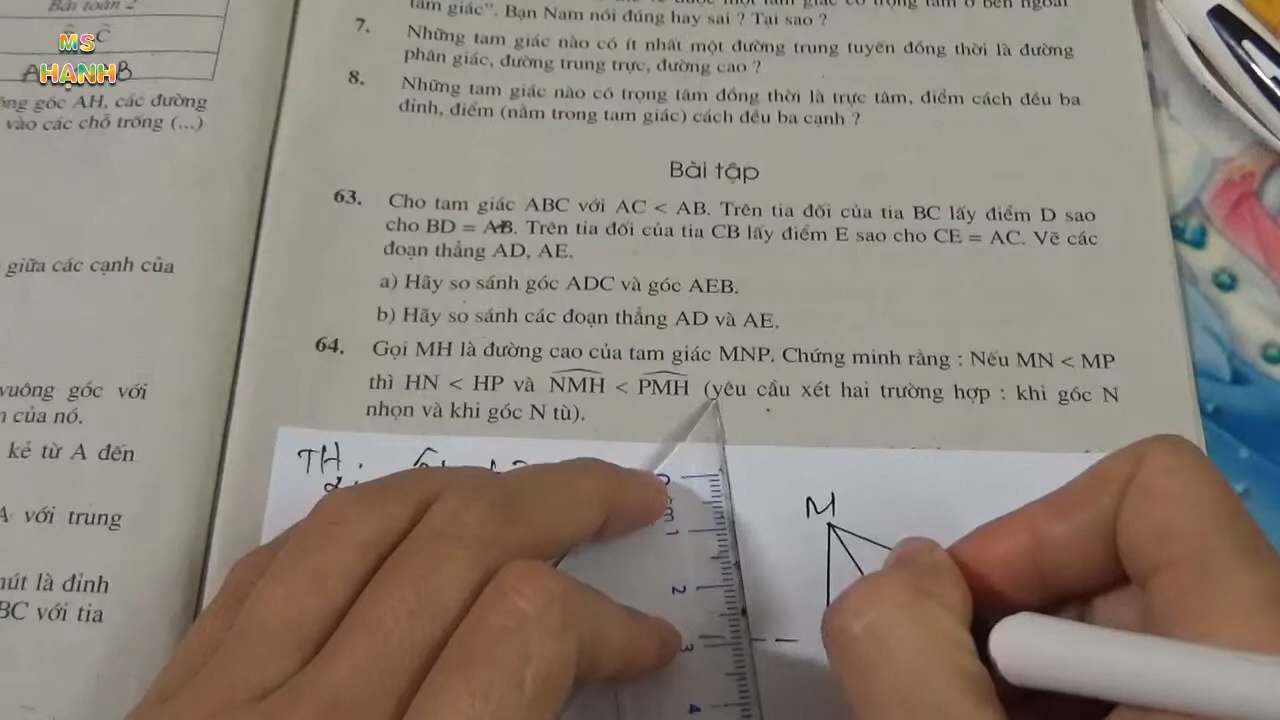 Bài toán 2
MS
HẠNH
Ĉ
A
B
ông góc AH, các đường
vào các chỗ trống (...)
giữa các cạnh của
vuông góc với
n của nó.
kẻ từ A đến
A với trung
nút là đỉnh
BC với tia
tam giác”. Bạn Nam nói đúng hay sai ? Tại sao ?
7. Những tam giác nào có ít nhất một đường trung tuyến đồng thời là đường
phân giác, đường trung trực, đường cao ?
8. Những tam giác nào có trọng tâm đồng thời là trực tâm, điểm cách đều ba
đỉnh, điểm (nằm trong tam giác) cách đều ba cạnh ?
Bài tập
63. Cho tam giác ABC với AC < AB. Trên tia đối của tia BC lấy điểm D sao
cho BD = AB. Trên tia đối của tia CB lấy điểm E sao cho CE = AC. Vẽ các
đoạn thẳng AD, AE.
a) Hãy so sánh góc ADC và góc AEB.
b) Hãy so sánh các đoạn thẳng AD và AE.
64. Gọi MH là đường cao của tam giác MNP. Chứng minh rằng : Nếu MN < MP
thì HN < HP và NMH < PMH (yêu cầu xét hai trường hợp : khi góc N
nhọn và khi góc N tù).
TH
M
0 cm 1
2
3
4